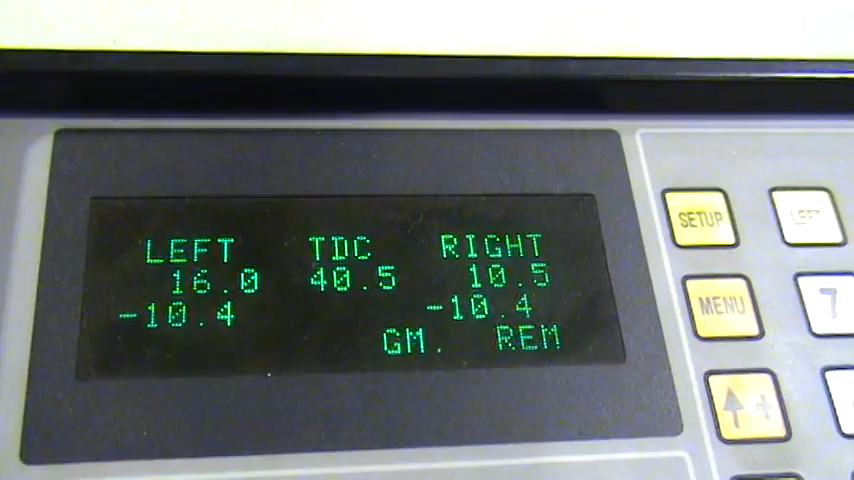 LEFT TDC RIGHT
16.0 40.5 10.5
-10.4 -10.4
GM. REM
SETUP LEFT
MENU 7
+